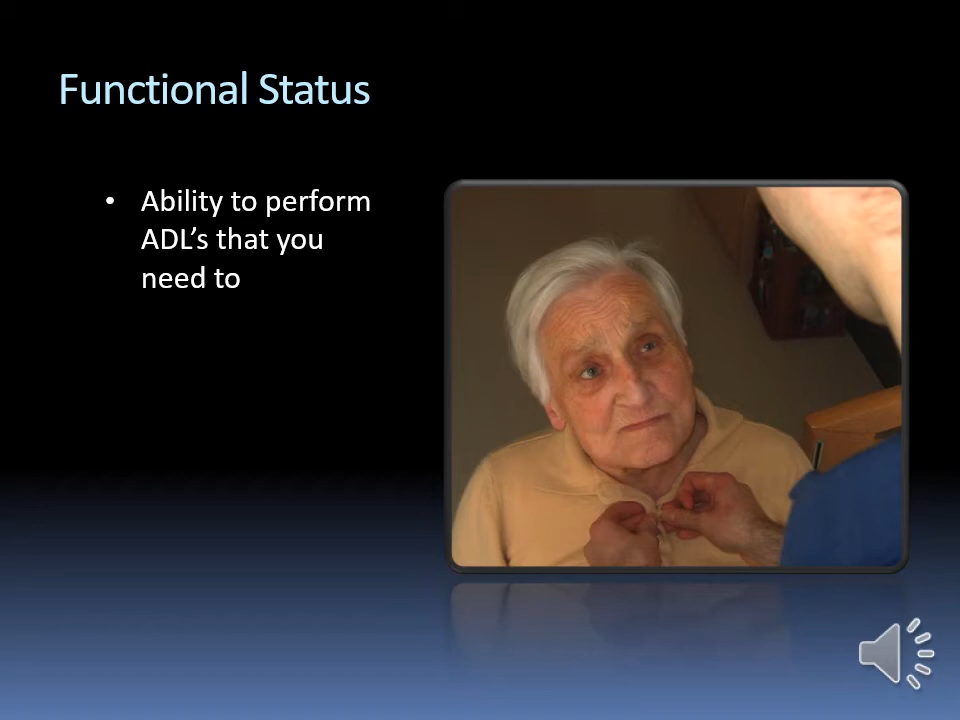 Functional Status
• Ability to perform
ADL’s that you
need to